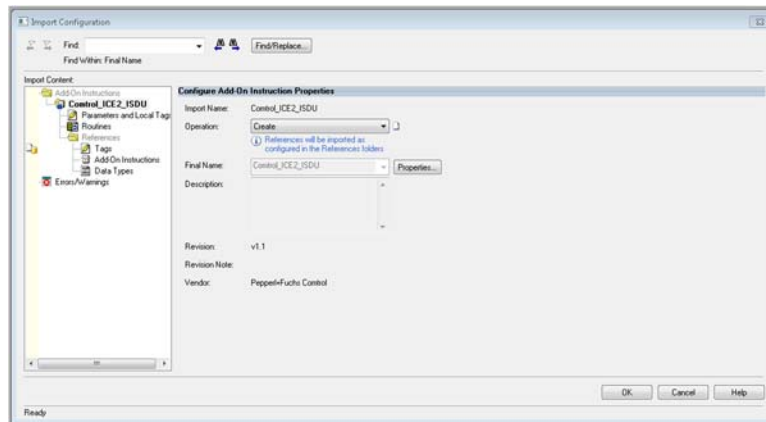 Import Configuration
Find:
Find/Replace...
Find Within: Final Name
Import Content:
Add-On Instructions
Control_ICE2_ISDU
Parameters and Local Tags
Routines
References
Tags
Add-On Instructions
Data Types
Errors/Warnings
Configure Add-On Instruction Properties
Import Name: Control_ICE2_ISDU
Operation: Create
References will be imported as
configured in the References folders
Final Name: Control_ICE2_ISDU Properties...
Description:
Revision: v1.1
Revision Note:
Vendor: Pepperl+Fuchs Control
OK Cancel Help
Ready